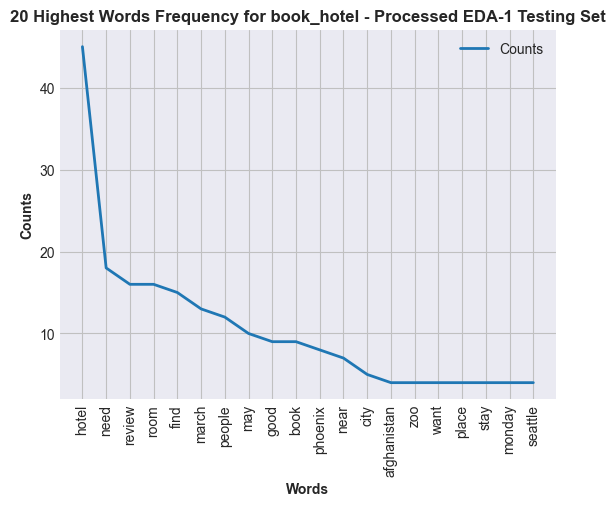 20 Highest Words Frequency for book_hotel - Processed EDA-1 Testing Set
Counts
40
30
20
10
Counts
hotel
need
review
room
find
march
people
may
good
book
phoenix
near
city
afghanistan
zoo
want
place
stay
monday
seattle
Words